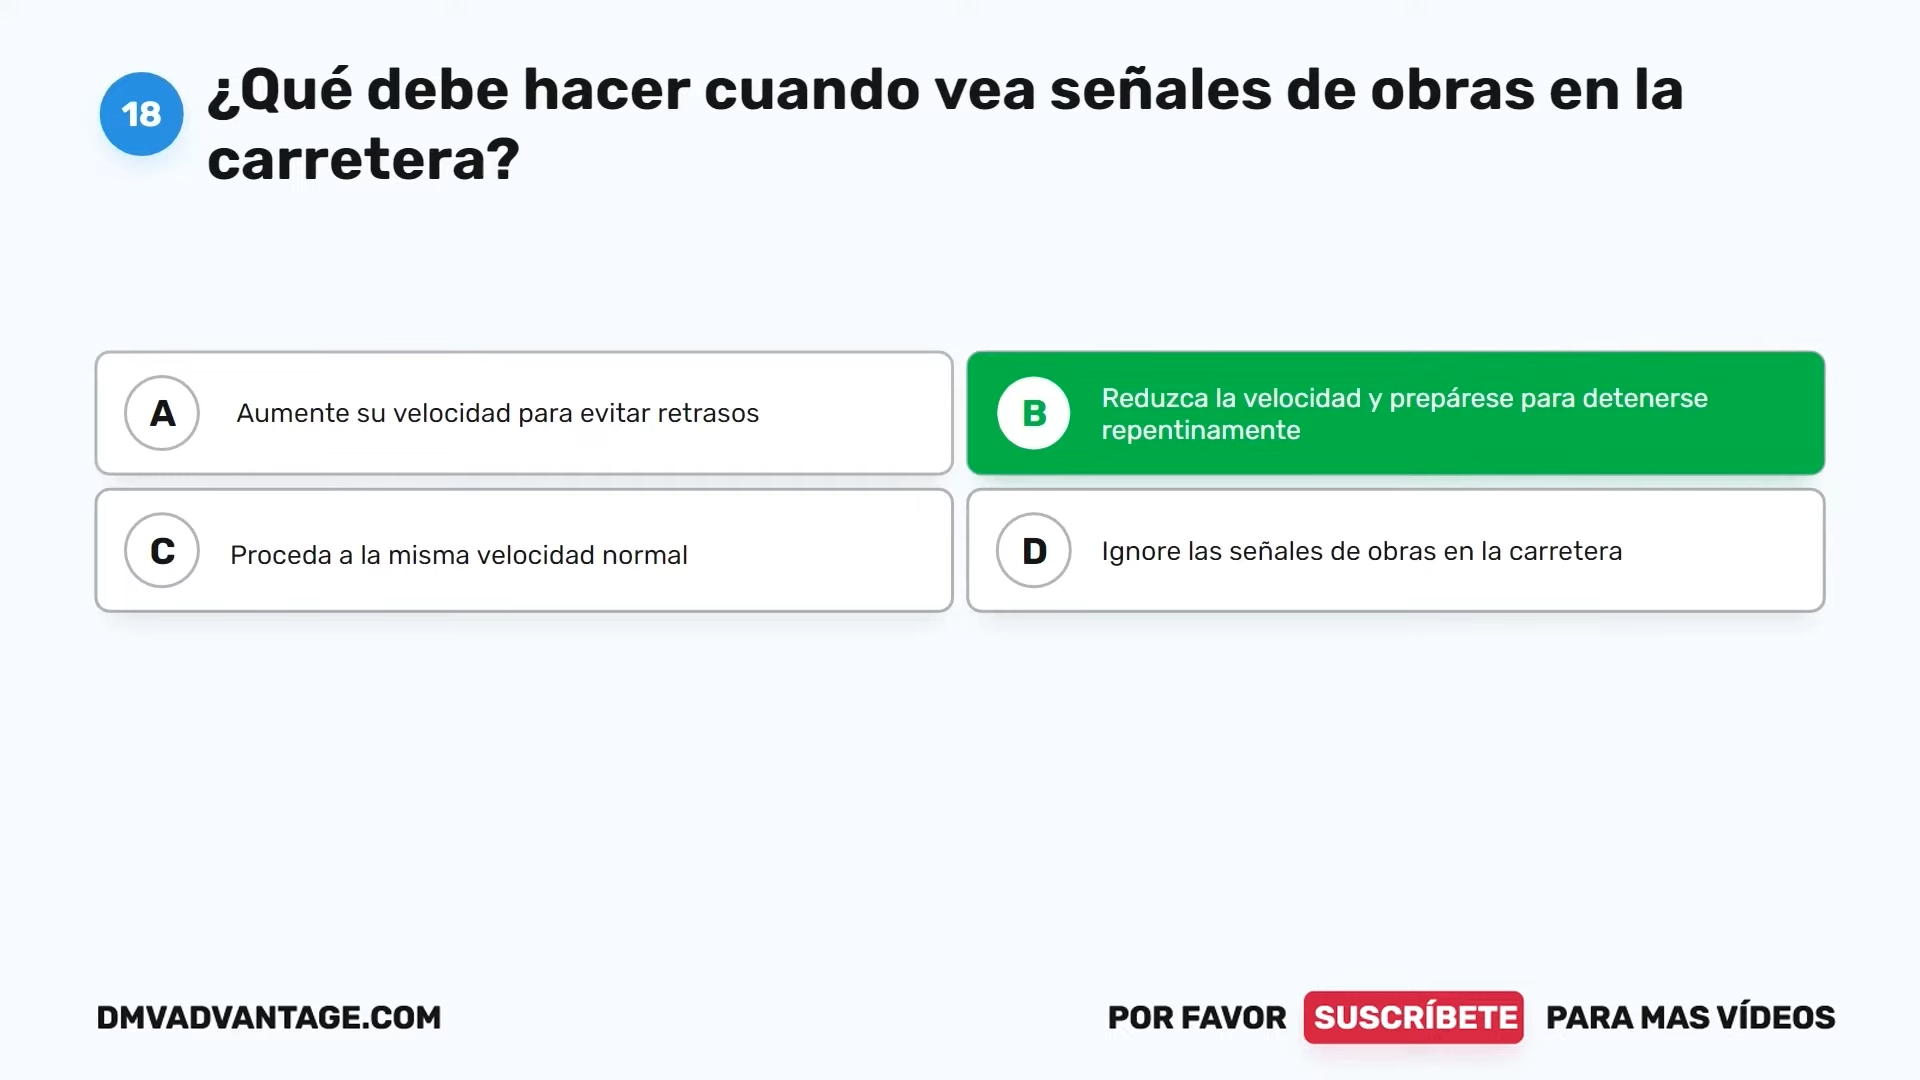 18
¿Qué debe hacer cuando vea señales de obras en la
carretera?
A
Aumente su velocidad para evitar retrasos
B
Reduzca la velocidad y prepárese para detenerse
repentinamente
C
Proceda a la misma velocidad normal
D
Ignore las señales de obras en la carretera
DMVADVANTAGE.COM
POR FAVOR SUSCRÍBETE PARA MAS VÍDEOS